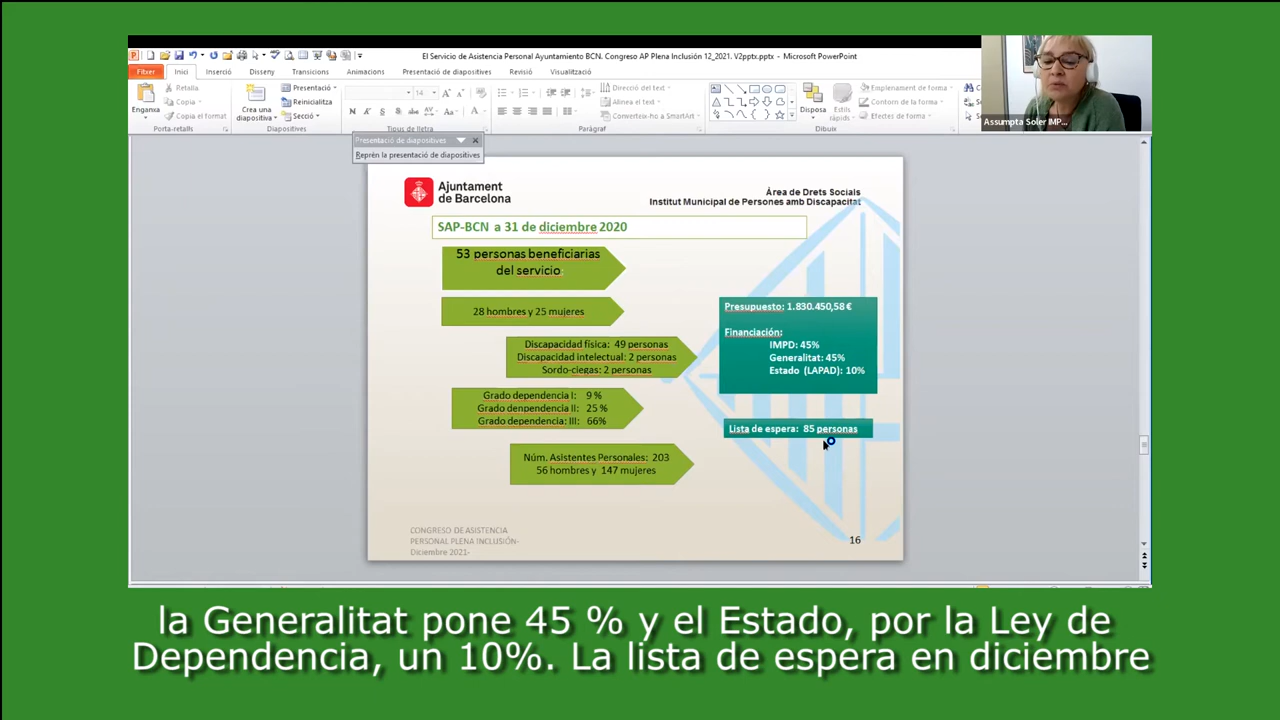 El Servicio de Asistencia Personal Ayuntamiento BCN. Congreso AP Plena Inclusión 12_2021. V2pptx.pptx - Microsoft PowerPoint
Fitxer Inici Inserció Disseny Transicions Animacions Presentació de diapositives Revisió Visualització
Enganxa
Retalla
Copia
Copia el format
Porta-retalls
Crea una
diapositiva
Presentació
Reinicialitza
Secció
Diapositives
Tipus de lletra
Direcció del text
Alinea el text
Converteix-ho a SmartArt
Paràgraf
Disposa
Estils
ràpids
Emplenament de forma
Contorn de la forma
Efectes de forma
Dibuix
Assumpta Soler IMP...
Presentació de diapositives
Reprèn la presentació de diapositives
Ajuntament
de Barcelona
Àrea de Drets Socials
Institut Municipal de Persones amb Discapacitat
SAP-BCN a 31 de diciembre 2020
53 personas beneficiarias
del servicio:
28 hombres y 25 mujeres
Discapacidad física: 49 personas
Discapacidad intelectual: 2 personas
Sordo-ciegas: 2 personas
Grado dependencia I: 9 %
Grado denpendencia II: 25 %
Grado dependencia: III: 66%
Núm. Asistentes Personales: 203
56 hombres y 147 mujeres
Presupuesto: 1.830.450,58 €
Financiación:
IMPD: 45%
Generalitat: 45%
Estado (LAPAD): 10%
Lista de espera: 85 personas
CONGRESO DE ASISTENCIA
PERSONAL PLENA INCLUSIÓN-
Diciembre 2021-
16
la Generalitat pone 45 % y el Estado, por la Ley de
Dependencia, un 10%. La lista de espera en diciembre